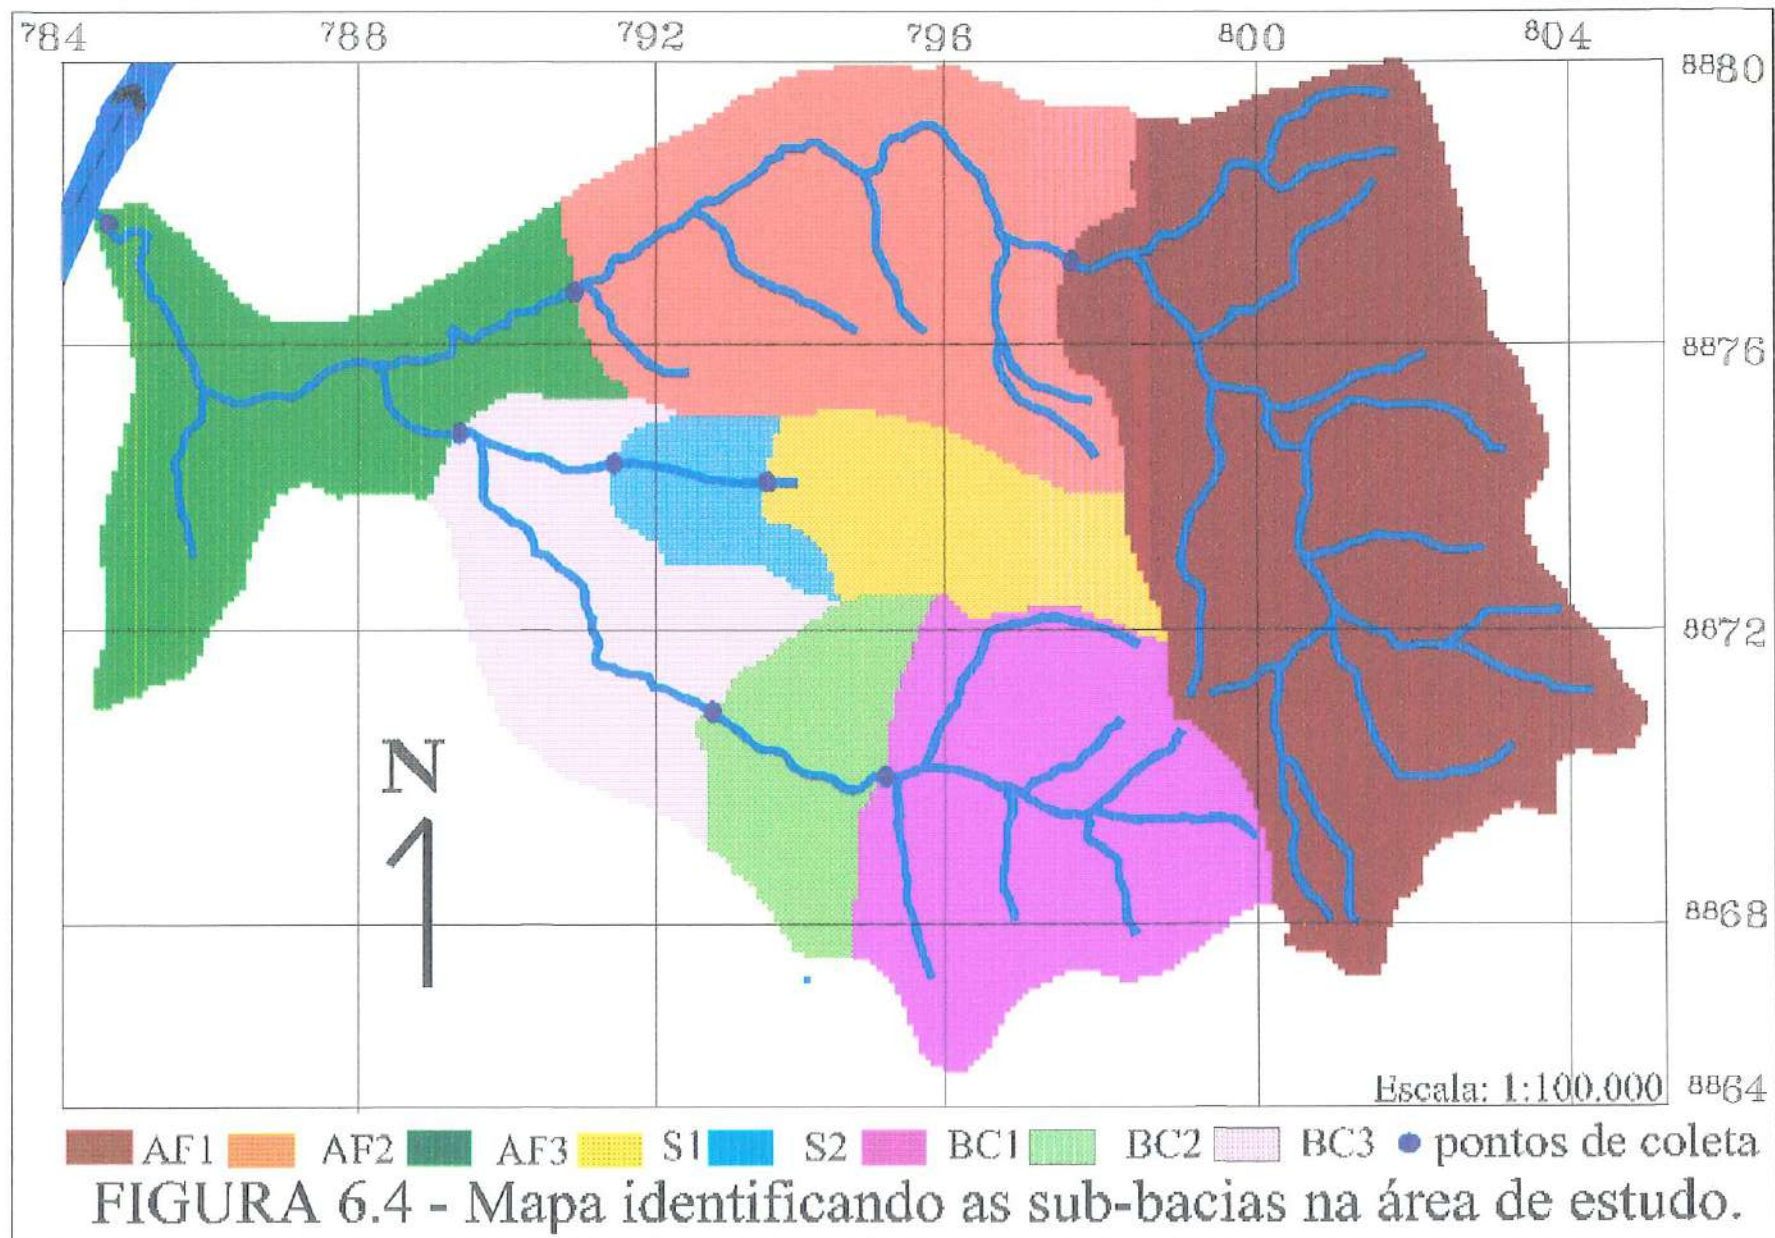 784 788 792 796 800 804
8880
8876
8872
8868
N
Escala: 1:100.000
8864
AF1 AF2 AF3 S1 S2 BC1 BC2 BC3 pontos de coleta
FIGURA 6.4 - Mapa identificando as sub-bacias na área de estudo.